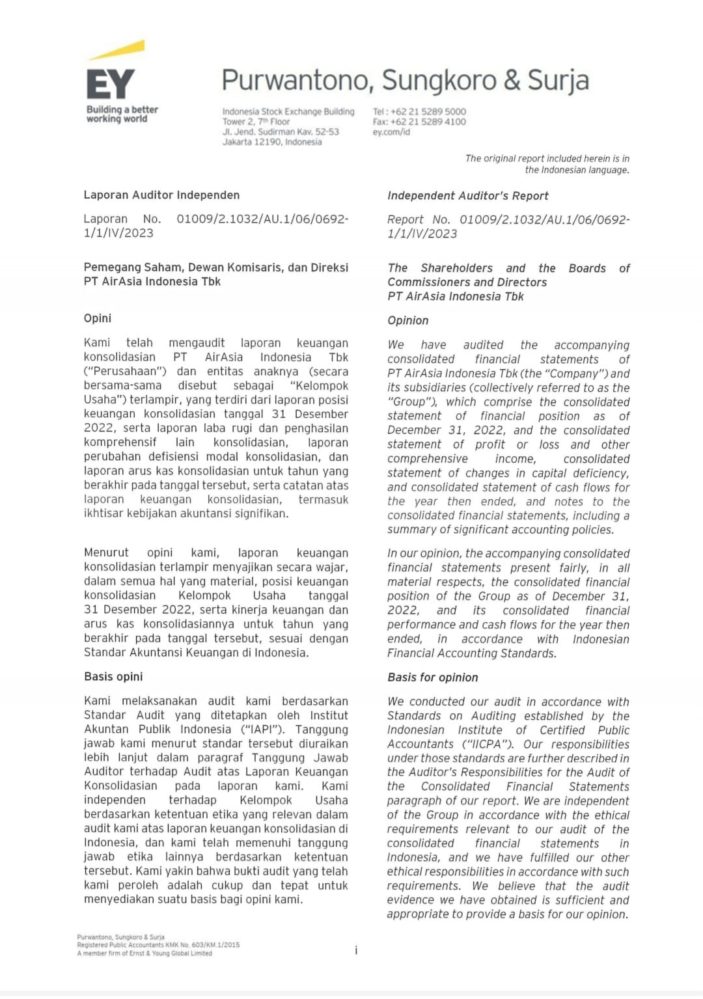 EY
Building a better
working world
Purwantono, Sungkoro & Surja
Indonesia Stock Exchange Building
Tower 2, 7th Floor
Jl. Jend. Sudirman Kav. 52-53
Jakarta 12190, Indonesia
Tel : +62 21 5289 5000
Fax: +62 21 5289 4100
ey.com/id
The original report included herein is in
the Indonesian language.
Laporan Auditor Independen
Laporan No. 01009/2.1032/AU.1/06/0692-
1/1/IV/2023
Pemegang Saham, Dewan Komisaris, dan Direksi
PT AirAsia Indonesia Tbk
Opini
Kami telah mengaudit laporan keuangan
konsolidasian PT AirAsia Indonesia Tbk
("Perusahaan") dan entitas anaknya (secara
bersama-sama disebut sebagai "Kelompok
Usaha") terlampir, yang terdiri dari laporan posisi
keuangan konsolidasian tanggal 31 Desember
2022, serta laporan laba rugi dan penghasilan
komprehensif lain konsolidasian, laporan
perubahan defisiensi modal konsolidasian, dan
laporan arus kas konsolidasian untuk tahun yang
berakhir pada tanggal tersebut, serta catatan atas
laporan keuangan konsolidasian, termasuk
ikhtisar kebijakan akuntansi signifikan.
Menurut opini kami, laporan keuangan
konsolidasian terlampir menyajikan secara wajar,
dalam semua hal yang material, posisi keuangan
konsolidasian Kelompok Usaha tanggal
31 Desember 2022, serta kinerja keuangan dan
arus kas konsolidasiannya untuk tahun yang
berakhir pada tanggal tersebut, sesuai dengan
Standar Akuntansi Keuangan di Indonesia.
Basis opini
Kami melaksanakan audit kami berdasarkan
Standar Audit yang ditetapkan oleh Institut
Akuntan Publik Indonesia ("IAPI"). Tanggung
jawab kami menurut standar tersebut diuraikan
lebih lanjut dalam paragraf Tanggung Jawab
Auditor terhadap Audit atas Laporan Keuangan
Konsolidasian pada laporan kami. Kami
independen terhadap Kelompok Usaha
berdasarkan ketentuan etika yang relevan dalam
audit kami atas laporan keuangan konsolidasian di
Indonesia, dan kami telah memenuhi tanggung
jawab etika lainnya berdasarkan ketentuan
tersebut. Kami yakin bahwa bukti audit yang telah
kami peroleh adalah cukup dan tepat untuk
menyediakan suatu basis bagi opini kami.
Independent Auditor's Report
Report No. 01009/2.1032/AU.1/06/0692-
1/1/IV/2023
The Shareholders and the Boards of
Commissioners and Directors
PT AirAsia Indonesia Tbk
Opinion
We have audited the accompanying
consolidated financial statements of
PT AirAsia Indonesia Tbk (the "Company") and
its subsidiaries (collectively referred to as the
"Group"), which comprise the consolidated
statement of financial position as of
December 31, 2022, and the consolidated
statement of profit or loss and other
comprehensive income, consolidated
statement of changes in capital deficiency,
and consolidated statement of cash flows for
the year then ended, and notes to the
consolidated financial statements, including a
summary of significant accounting policies.
In our opinion, the accompanying consolidated
financial statements present fairly, in all
material respects, the consolidated financial
position of the Group as of December 31,
2022, and its consolidated financial
performance and cash flows for the year then
ended, in accordance with Indonesian
Financial Accounting Standards.
Basis for opinion
We conducted our audit in accordance with
Standards on Auditing established by the
Indonesian Institute of Certified Public
Accountants ("IICPA"). Our responsibilities
under those standards are further described in
the Auditor's Responsibilities for the Audit of
the Consolidated Financial Statements
paragraph of our report. We are independent
of the Group in accordance with the ethical
requirements relevant to our audit of the
consolidated financial statements in
Indonesia, and we have fulfilled our other
ethical responsibilities in accordance with such
requirements. We believe that the audit
evidence we have obtained is sufficient and
appropriate to provide a basis for our opinion.
Purwantono, Sungkoro & Surja
Registered Public Accountants KMK No. 603/KM.1/2015
A member firm of Ernst & Young Global Limited
i